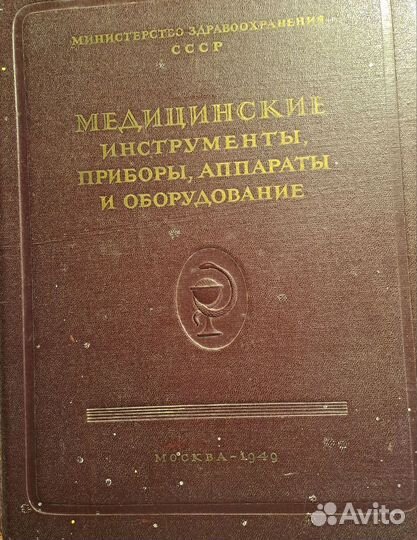 МИНИСТЕРСТВО ЗДРАВООХРАНЕНИЯ
СССР
МЕДИЦИНСКИЕ
ИНСТРУМЕНТЫ,
ПРИБОРЫ, АППАРАТЫ
И ОБОРУДОВАНИЕ
МОСКВА-1949
Avito